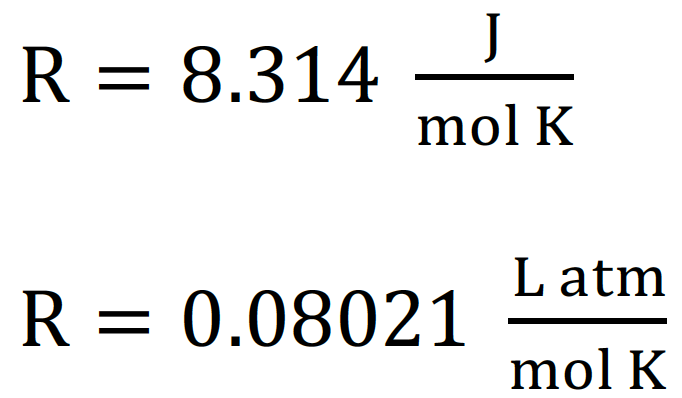 R = 8.314 J/mol K
R = 0.08021 L atm/mol K